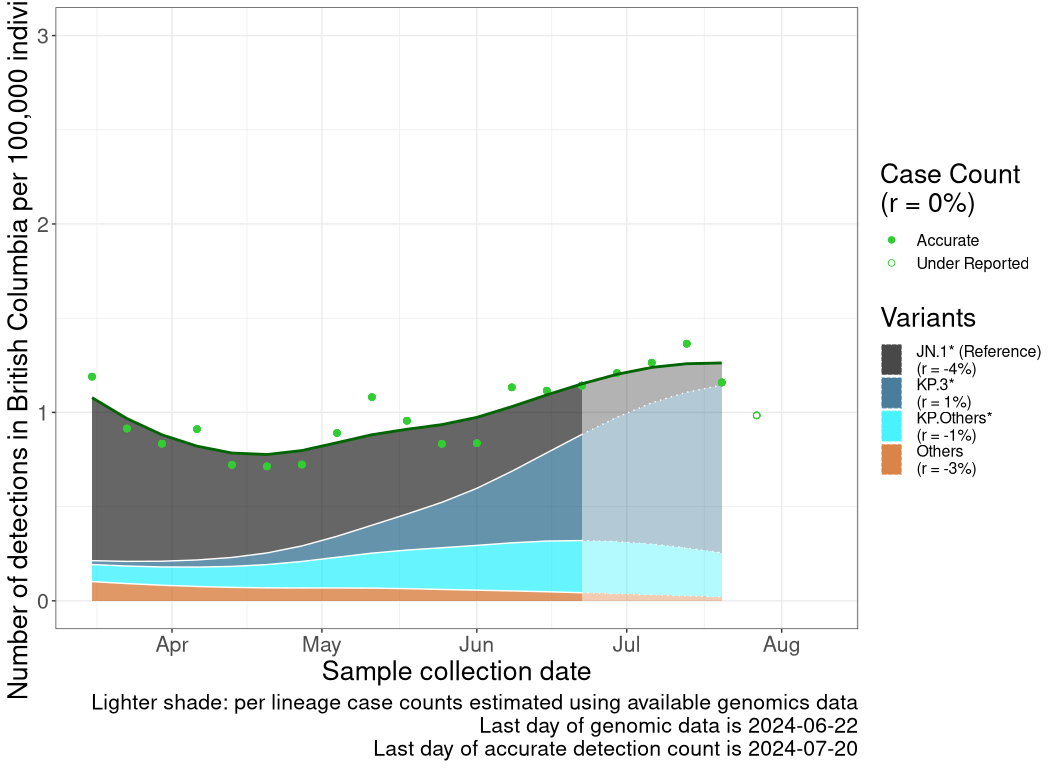 Number of detections in British Columbia per 100,000
3
2
1
0
Apr
May
Jun
Jul
Aug
Sample collection date
Lighter shade: per lineage case counts estimated using available genomics data
Last day of genomic data is 2024-06-22
Last day of accurate detection count is 2024-07-20
Case Count
(r = 0%)
Accurate
Under Reported
Variants
JN.1* (Reference)
(r = -4%)
KP.3*
(r = 1%)
KP.Others*
(r = -1%)
Others
(r = -3%)